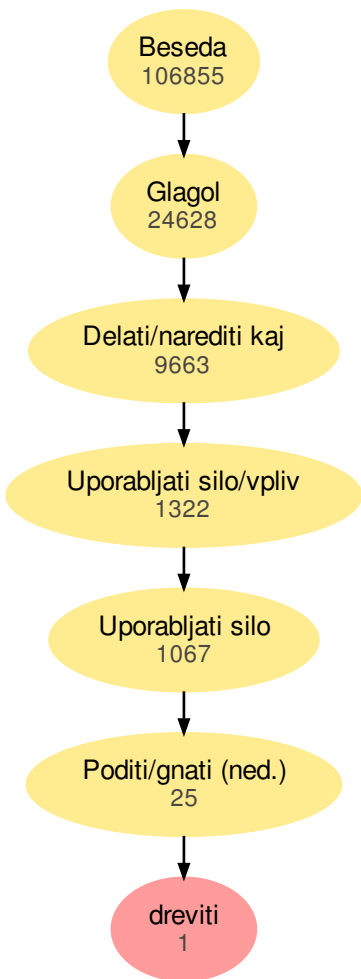 Beseda
106855
Glagol
24628
Delati/narediti kaj
9663
Uporabljati silo/vpliv
1322
Uporabljati silo
1067
Poditi/gnati (ned.)
25
dreviti
1